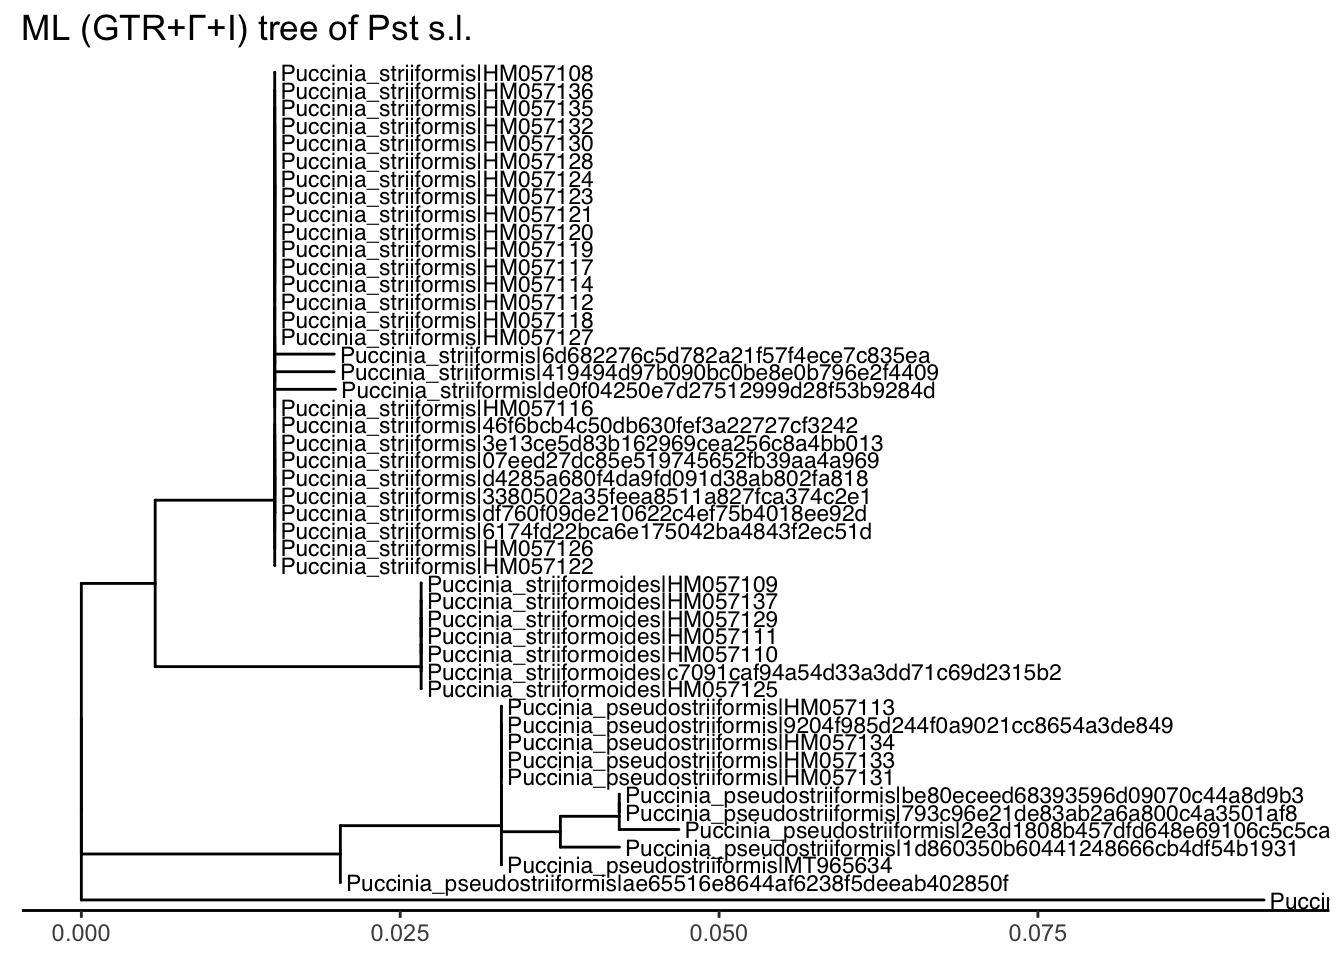 ML (GTR+Γ+I) tree of Pst s.l.
Puccinia_striiformis|HM057108
Puccinia_striiformis|HM057136
Puccinia_striiformis|HM057135
Puccinia_striiformis|HM057132
Puccinia_striiformis|HM057130
Puccinia_striiformis|HM057128
Puccinia_striiformis|HM057124
Puccinia_striiformis|HM057123
Puccinia_striiformis|HM057121
Puccinia_striiformis|HM057120
Puccinia_striiformis|HM057119
Puccinia_striiformis|HM057117
Puccinia_striiformis|HM057114
Puccinia_striiformis|HM057112
Puccinia_striiformis|HM057118
Puccinia_striiformis|HM057127
Puccinia_striiformis|6d682276c5d782a21f57f4ece7c835ea
Puccinia_striiformis|419494d97b090bc0be8e0b796e2f4409
Puccinia_striiformis|de0f04250e7d27512999d28f53b9284d
Puccinia_striiformis|HM057116
Puccinia_striiformis|46f6bcb4c50db630fef3a22727cf3242
Puccinia_striiformis|3e13ce5d83b162969cea256c8a4bb013
Puccinia_striiformis|07eed27dc85e519745652fb39aa4a969
Puccinia_striiformis|d4285a680f4da9fd091d38ab802fa818
Puccinia_striiformis|3380502a35feea8511a827fca374c2e1
Puccinia_striiformis|df760f09de210622c4ef75b4018ee92d
Puccinia_striiformis|6174fd22bca6e175042ba4843f2ec51d
Puccinia_striiformis|HM057126
Puccinia_striiformis|HM057122
Puccinia_striiformoides|HM057109
Puccinia_striiformoides|HM057137
Puccinia_striiformoides|HM057129
Puccinia_striiformoides|HM057111
Puccinia_striiformoides|HM057110
Puccinia_striiformoides|c7091caf94a54d33a3dd71c69d2315b2
Puccinia_striiformoides|HM057125
Puccinia_pseudostriiformis|HM057113
Puccinia_pseudostriiformis|9204f985d244f0a9021cc8654a3de849
Puccinia_pseudostriiformis|HM057134
Puccinia_pseudostriiformis|HM057133
Puccinia_pseudostriiformis|HM057131
Puccinia_pseudostriiformis|be80eceed68393596d09070c44a8d9b3
Puccinia_pseudostriiformis|793c96e21de83ab2a6a800c4a3501af8
Puccinia_pseudostriiformis|2e3d1808b457dfd648e69106c5c5ca
Puccinia_pseudostriiformis|1d860350b60441248666cb4df54b1931
Puccinia_pseudostriiformis|MT965634
Puccinia_pseudostriiformis|ae65516e8644af6238f5deeab402850f
0.000 0.025 0.050 0.075